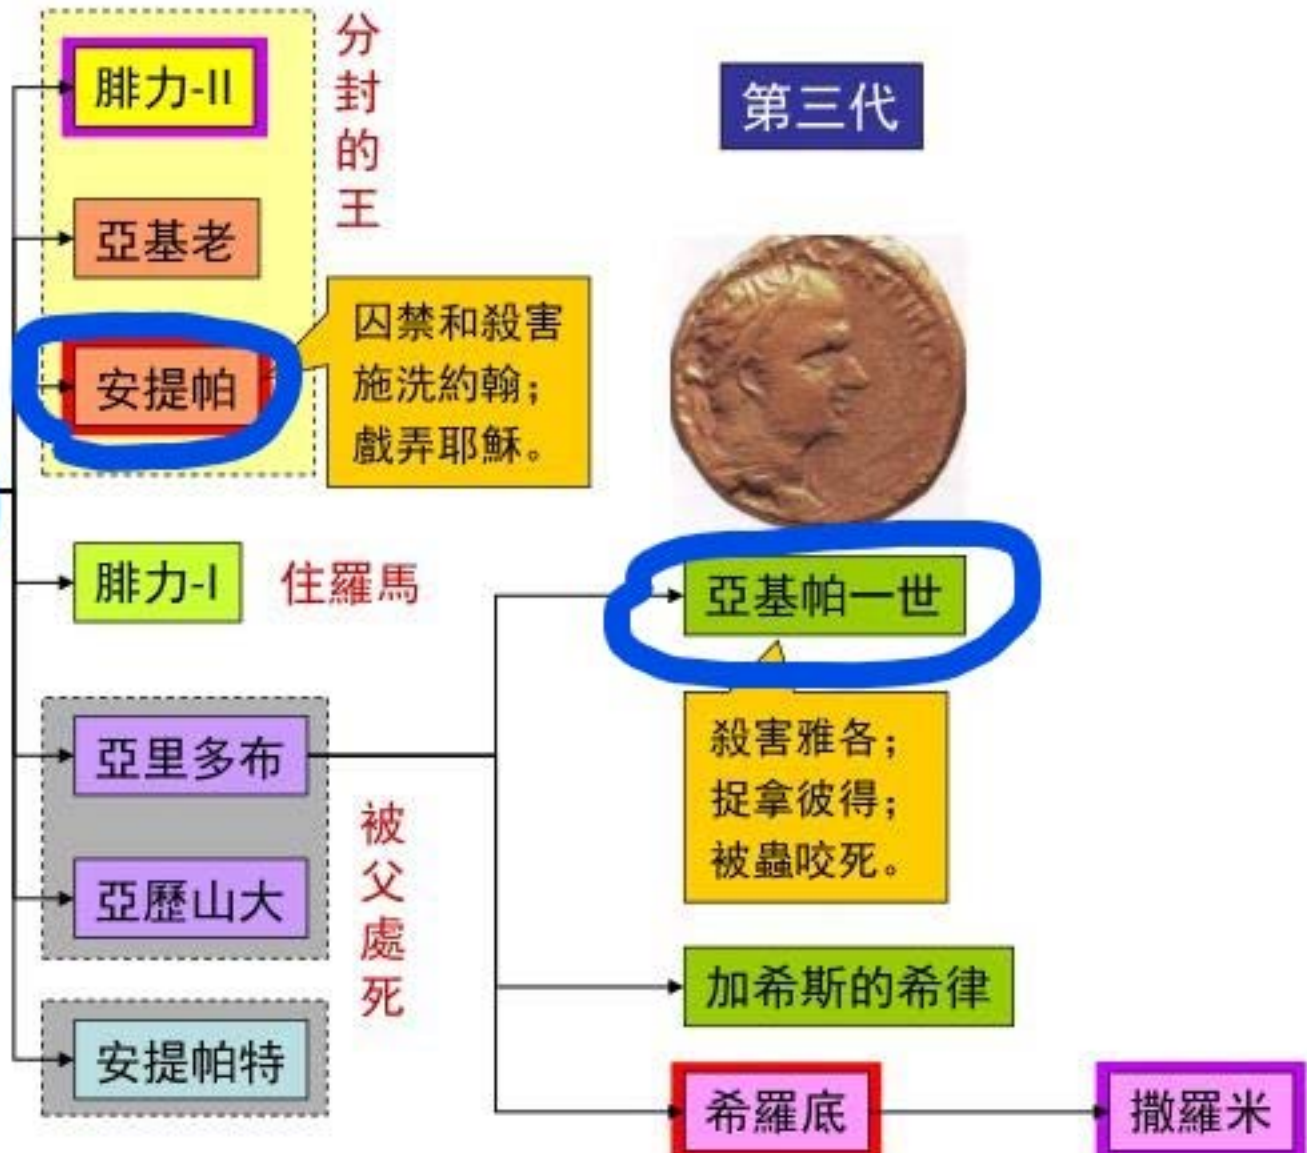 腓力-II
亞基老
安提帕
分封的王
囚禁和殺害
施洗約翰；
戲弄耶穌。
腓力-I
住羅馬
亞里多布
亞歷山大
安提帕特
被父處死
第三代
亞基帕一世
殺害雅各；
捉拿彼得；
被蟲咬死。
加希斯的希律
希羅底
撒羅米